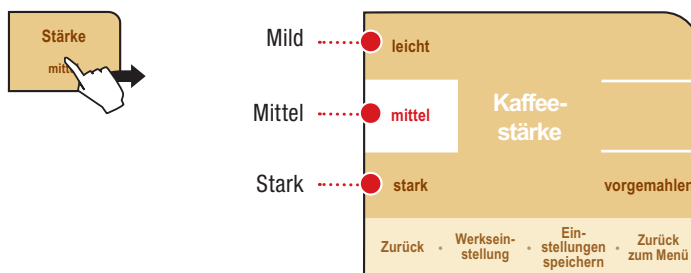 Stärke
mittel
Mild
Mittel
Stark
leicht
mittel
stark
Kaffee-
stärke
vorgemahlen
Zurück
Werksein-
stellung
Ein-
stellungen
speichern
Zurück
zum Menü